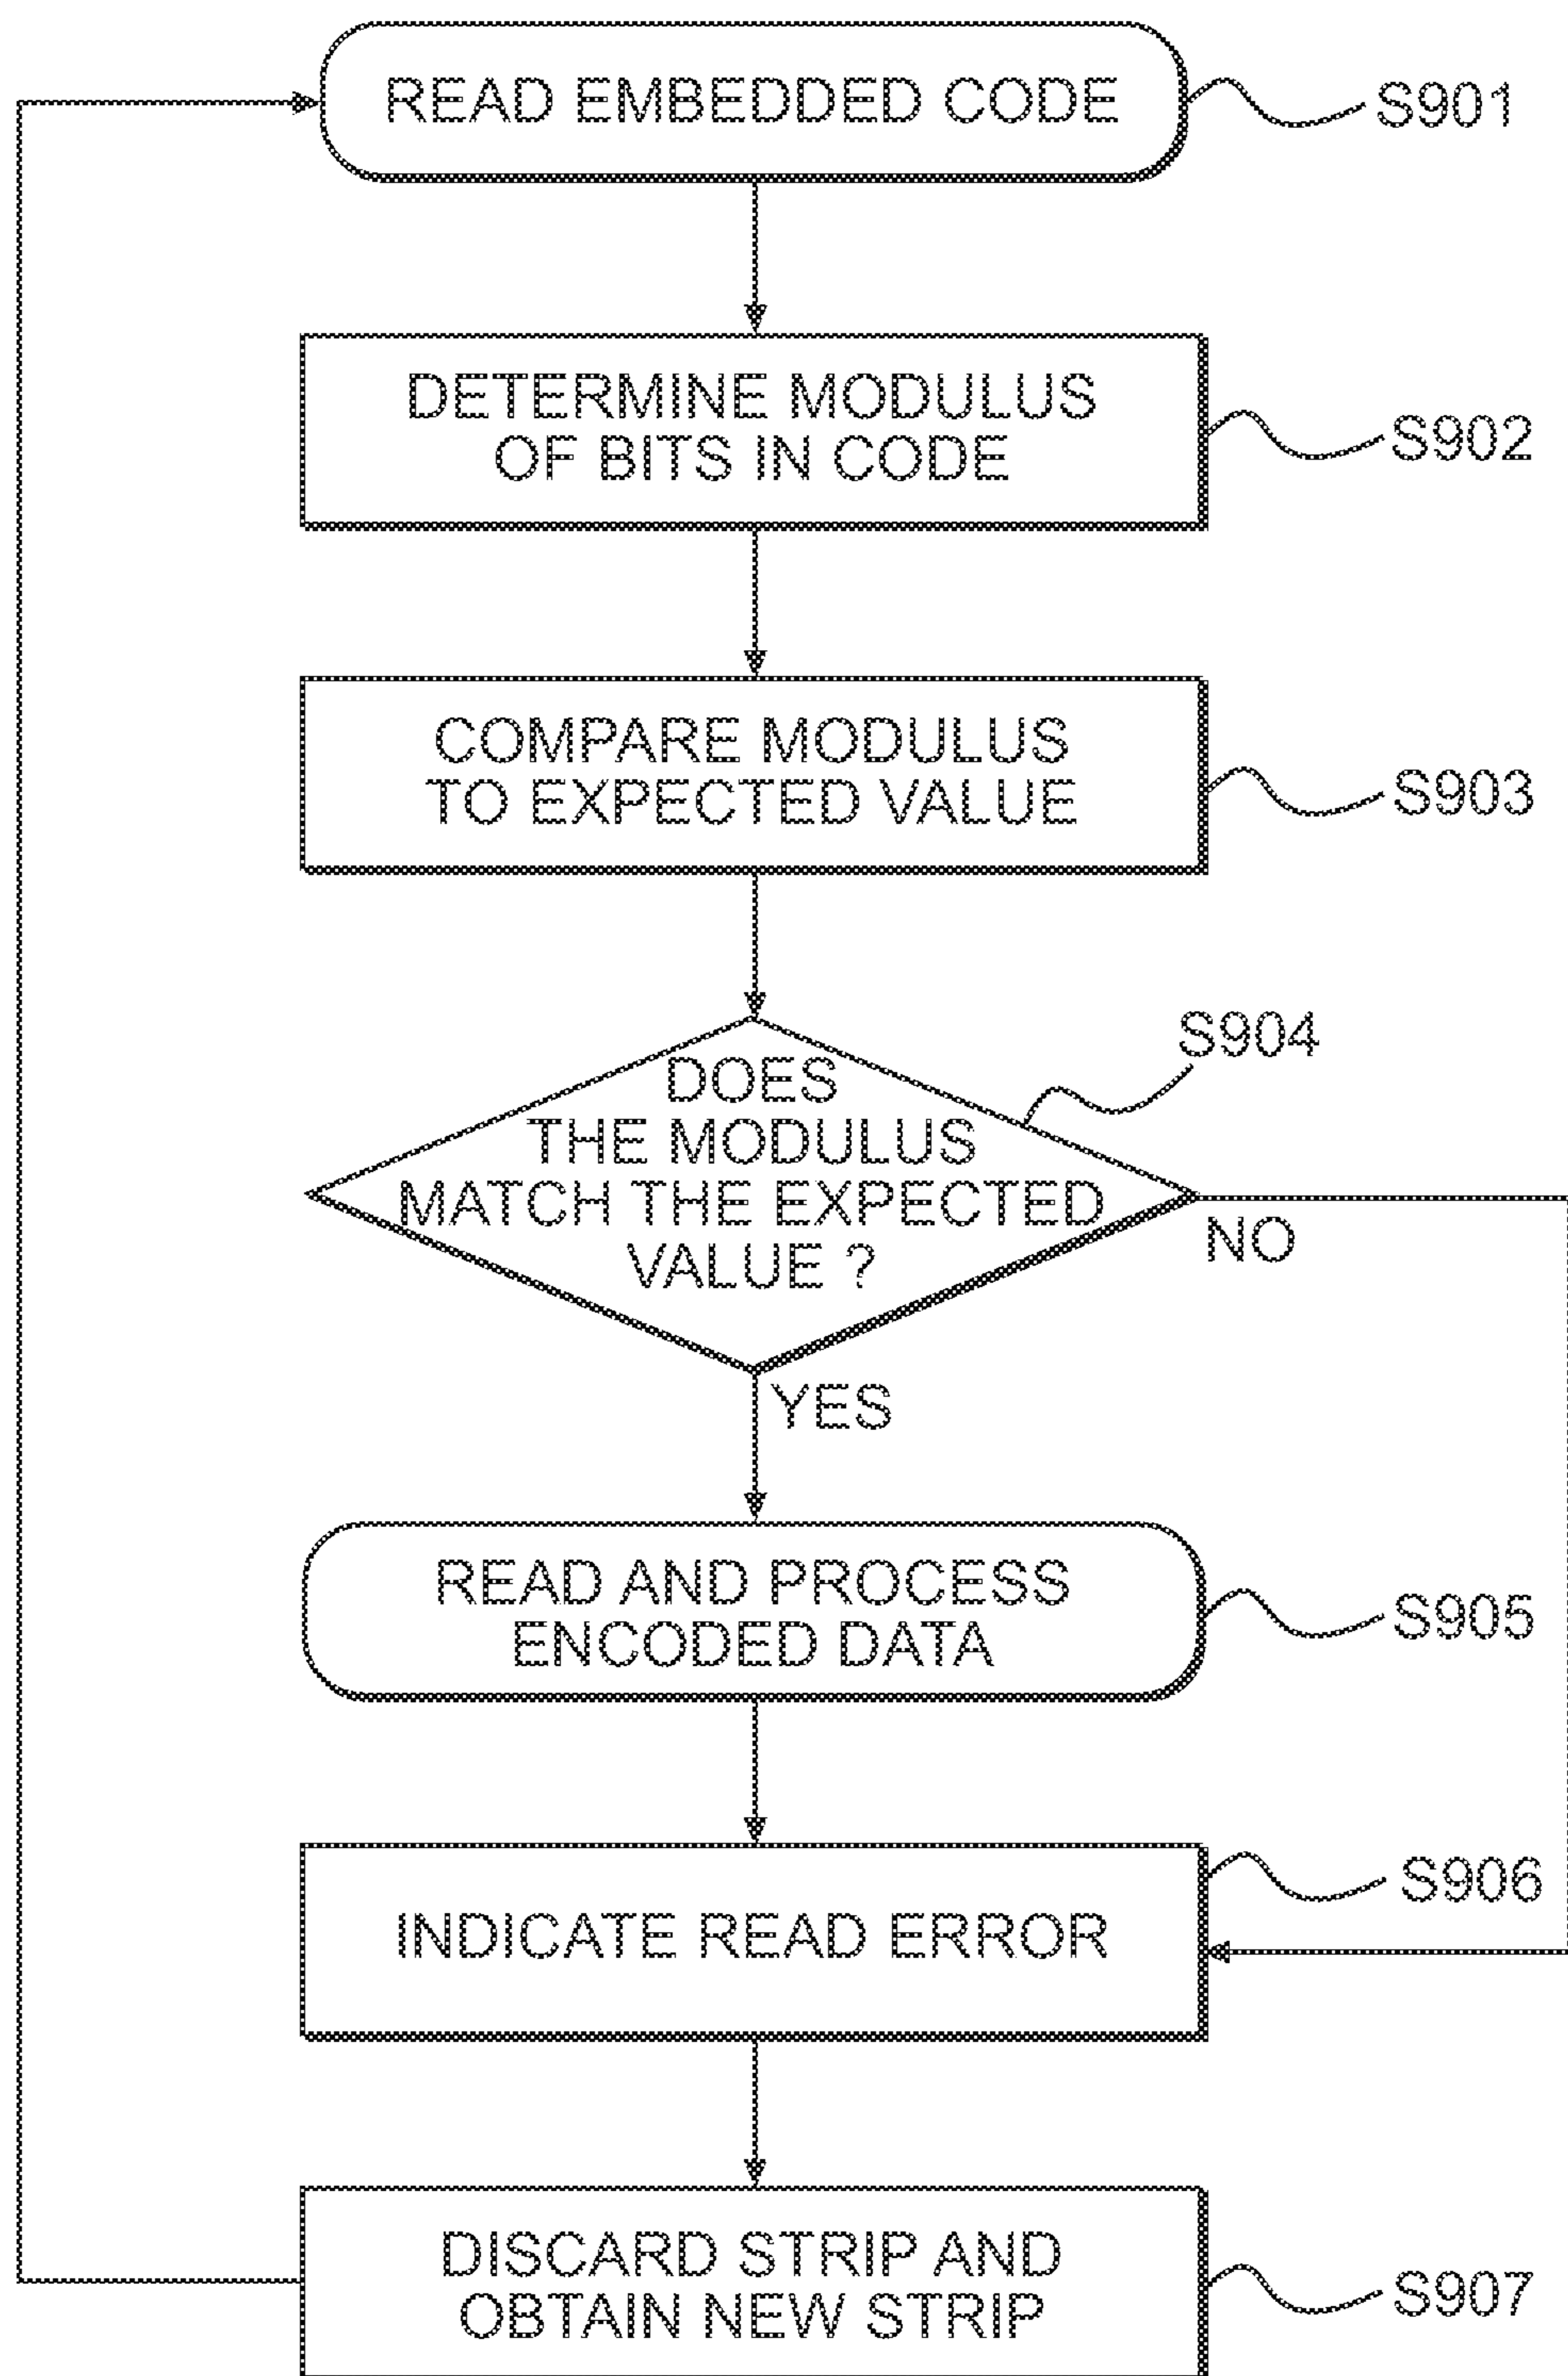 READ EMBEDDED CODE
S901
DETERMINE MODULUS
OF BITS IN CODE
S902
COMPARE MODULUS
TO EXPECTED VALUE
S903
S904
DOES
THE MODULUS
MATCH THE EXPECTED
VALUE ?
NO
YES
READ AND PROCESS
ENCODED DATA
S905
INDICATE READ ERROR
S906
DISCARD STRIP AND
OBTAIN NEW STRIP
S907